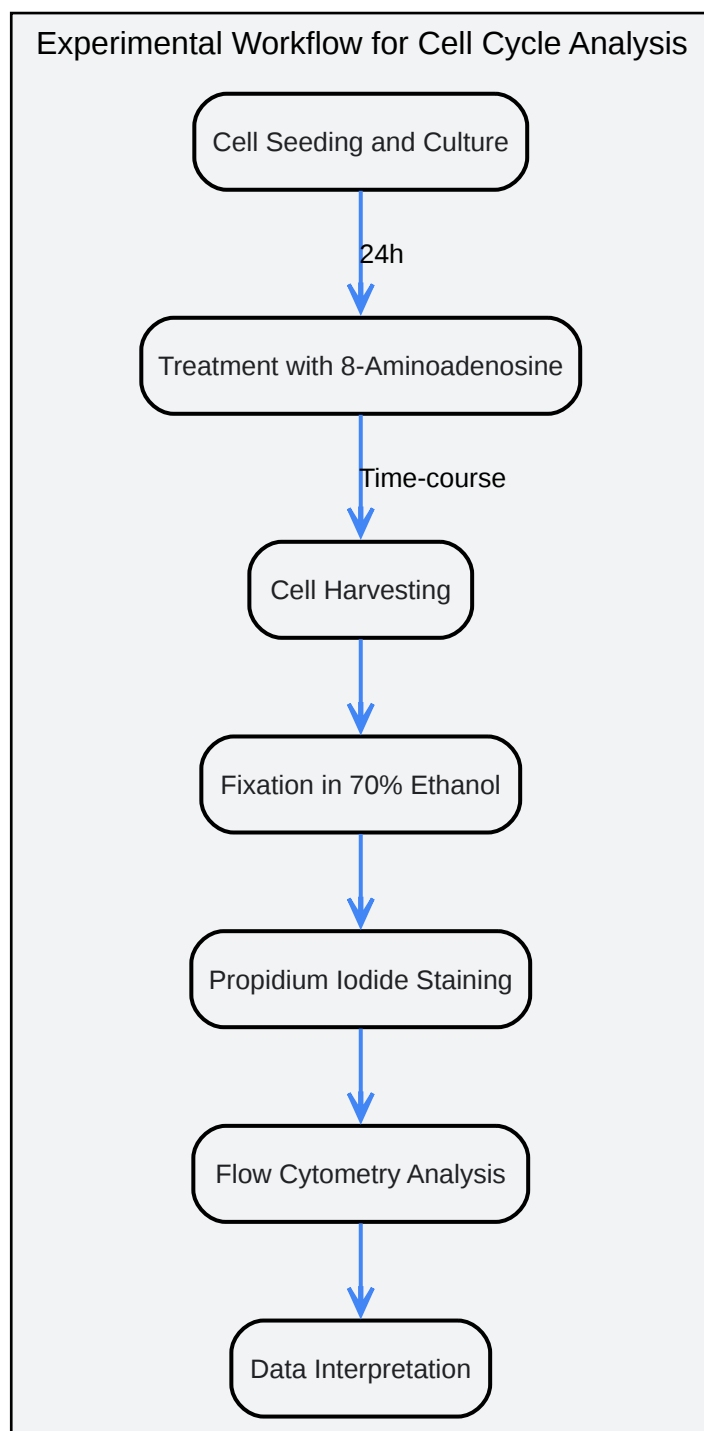 Experimental Workflow for Cell Cycle Analysis
Cell Seeding and Culture
24h
Treatment with 8-Aminoadenosine
Time-course
Cell Harvesting
Fixation in 70% Ethanol
Propidium Iodide Staining
Flow Cytometry Analysis
Data Interpretation